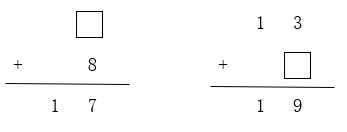 □ 1 3
+ 8 + □
1 7 1 9